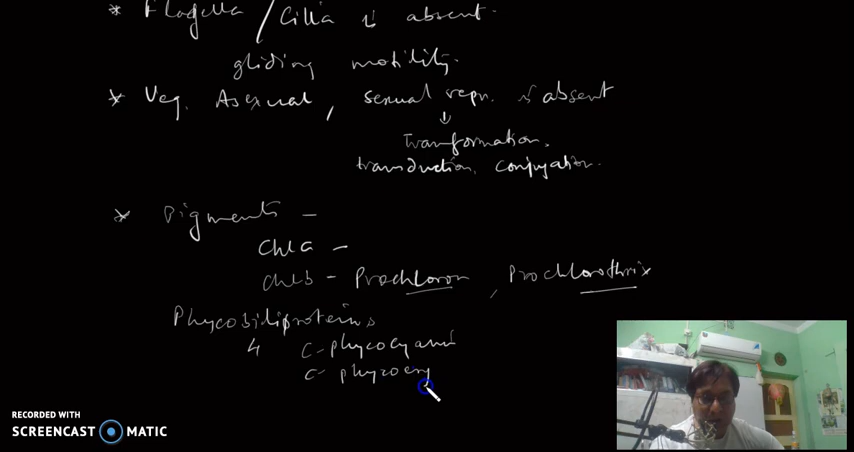 * Flagella / Cilia is absent.
gliding motility.
* Veg. Asexual, sexual repr. is absent
↓
Transformation,
transduction, conjugation.
* Pigments -
Chl a -
chl b - Prochloron, Prochlorothrix
Phycobiliproteins
↳ C-phycocyanin
C- phycoery
RECORDED WITH
SCREENCAST MATIC